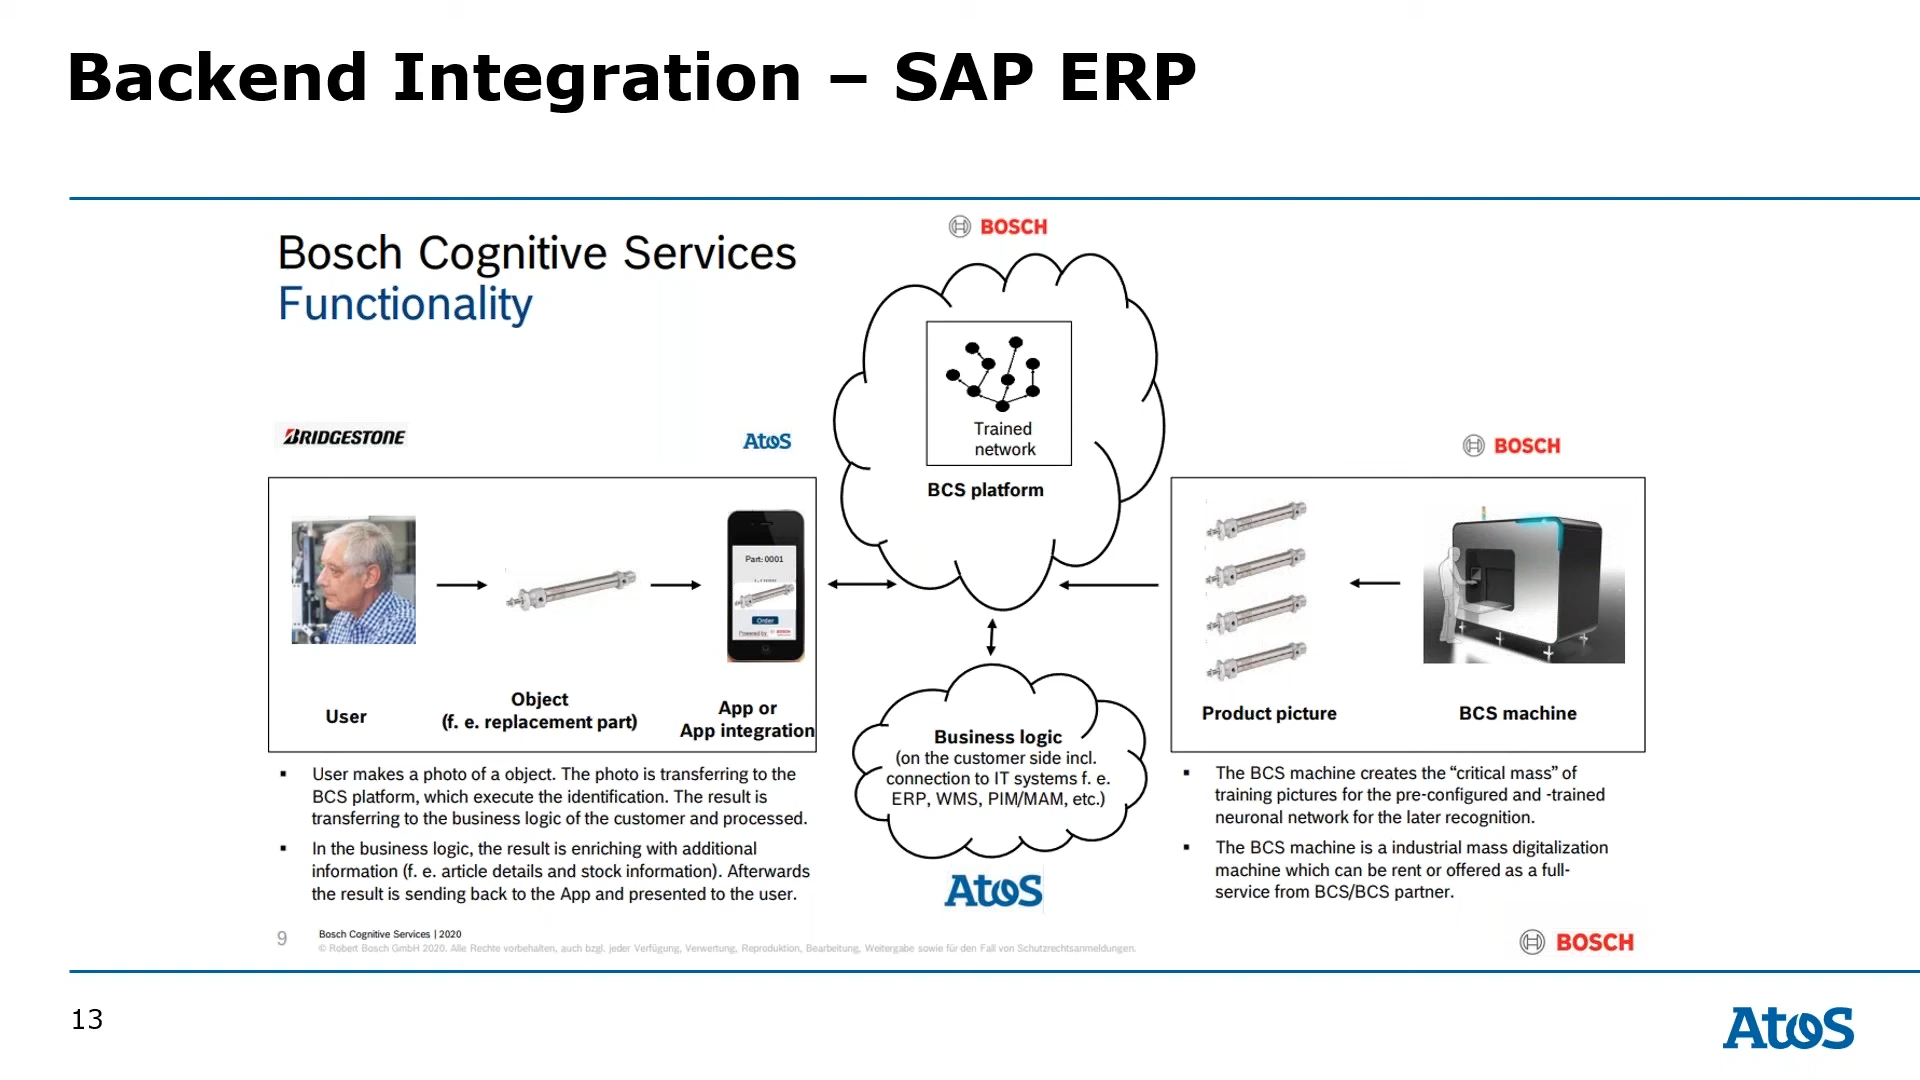 Backend Integration – SAP ERP
BOSCH
Bosch Cognitive Services
Functionality
BRIDGESTONE
Atos
BOSCH
Trained
network
BCS platform
Part: 0001
Order
Powered by
BOSCH
User
Object
(f. e. replacement part)
App or
App integration
Product picture
BCS machine
Business logic
(on the customer side incl.
connection to IT systems f. e.
ERP, WMS, PIM/MAM, etc.)
Atos
▪ User makes a photo of a object. The photo is transferring to the
BCS platform, which execute the identification. The result is
transferring to the business logic of the customer and processed.
▪ In the business logic, the result is enriching with additional
information (f. e. article details and stock information). Afterwards
the result is sending back to the App and presented to the user.
▪ The BCS machine creates the “critical mass” of
training pictures for the pre-configured and -trained
neuronal network for the later recognition.
▪ The BCS machine is a industrial mass digitalization
machine which can be rent or offered as a full-
service from BCS/BCS partner.
9
Bosch Cognitive Services | 2020
© Robert Bosch GmbH 2020. Alle Rechte vorbehalten, auch bzgl. jeder Verfügung, Verwertung, Reproduktion, Bearbeitung, Weitergabe sowie für den Fall von Schutzrechtsanmeldungen.
BOSCH
13
Atos